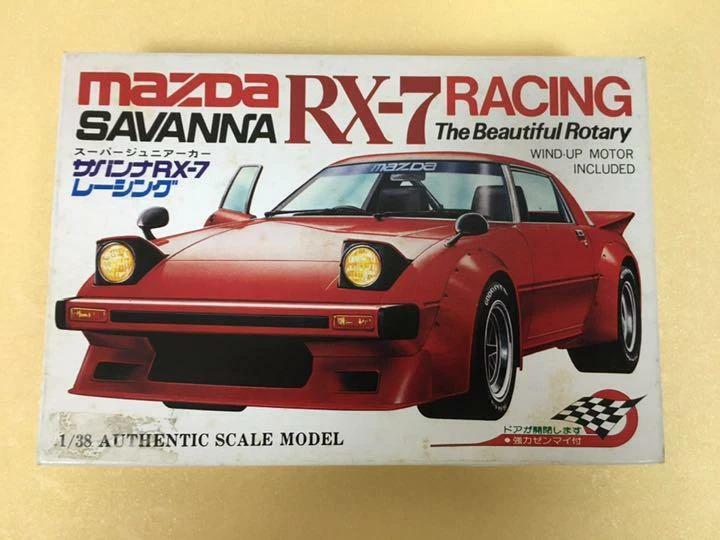 mazda
SAVANNA
RX-7 RACING
The Beautiful Rotary
スーパージュニアーカー
サバンナRX-7
レーシング
WIND-UP MOTOR
INCLUDED
mazda
1/38 AUTHENTIC SCALE MODEL
ドアが開閉します
●強力ゼンマイ付